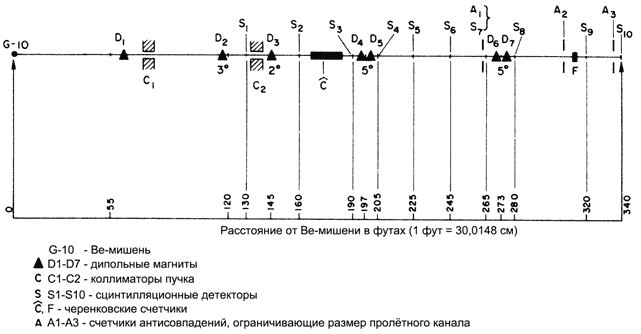 A1 A2 A3
S1 S2 S3 S4 S5 S6 S7 S8 S9 S10
G-10 D1 D2 D3 D4 D5 D6 D7
C1 3° C2 2° Ĉ 5° 5° F
0 55 120 130 145 160 190 197 205 225 245 265 273 280 320 340
Расстояние от Ве-мишени в футах (1 фут = 30,0148 см)
G-10 - Ве-мишень
▲ D1-D7 - дипольные магниты
C C1-C2 - коллиматоры пучка
S S1-S10 - сцинтилляционные детекторы
Ĉ, F - черенковские счетчики
A A1-A3 - счетчики антисовпадений, ограничивающие размер пролётного канала